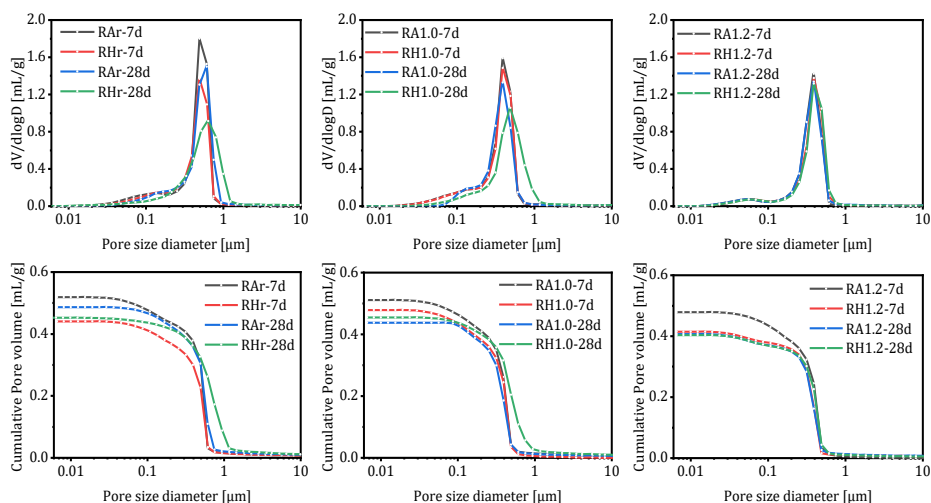 2.0
1.6
1.2
0.8
0.4
0.0
dV/dlogD [mL/g]
RAr-7d
RHr-7d
RAr-28d
RHr-28d
0.01 0.1 1 10
Pore size diameter [µm]
2.0
1.6
1.2
0.8
0.4
0.0
dV/dlogD [mL/g]
RA1.0-7d
RH1.0-7d
RA1.0-28d
RH1.0-28d
0.01 0.1 1 10
Pore size diameter [µm]
2.0
1.6
1.2
0.8
0.4
0.0
dV/dlogD [mL/g]
RA1.2-7d
RH1.2-7d
RA1.2-28d
RH1.2-28d
0.01 0.1 1 10
Pore size diameter [µm]
0.6
0.4
0.2
0.0
Cumulative Pore volume [mL/g]
RAr-7d
RHr-7d
RAr-28d
RHr-28d
0.01 0.1 1 10
Pore size diameter [µm]
0.6
0.4
0.2
0.0
Cumulative Pore volume [mL/g]
RA1.0-7d
RH1.0-7d
RA1.0-28d
RH1.0-28d
0.01 0.1 1 10
Pore size diameter [µm]
0.6
0.4
0.2
0.0
Cumulative Pore volume [mL/g]
RA1.2-7d
RH1.2-7d
RA1.2-28d
RH1.2-28d
0.01 0.1 1 10
Pore size diameter [µm]